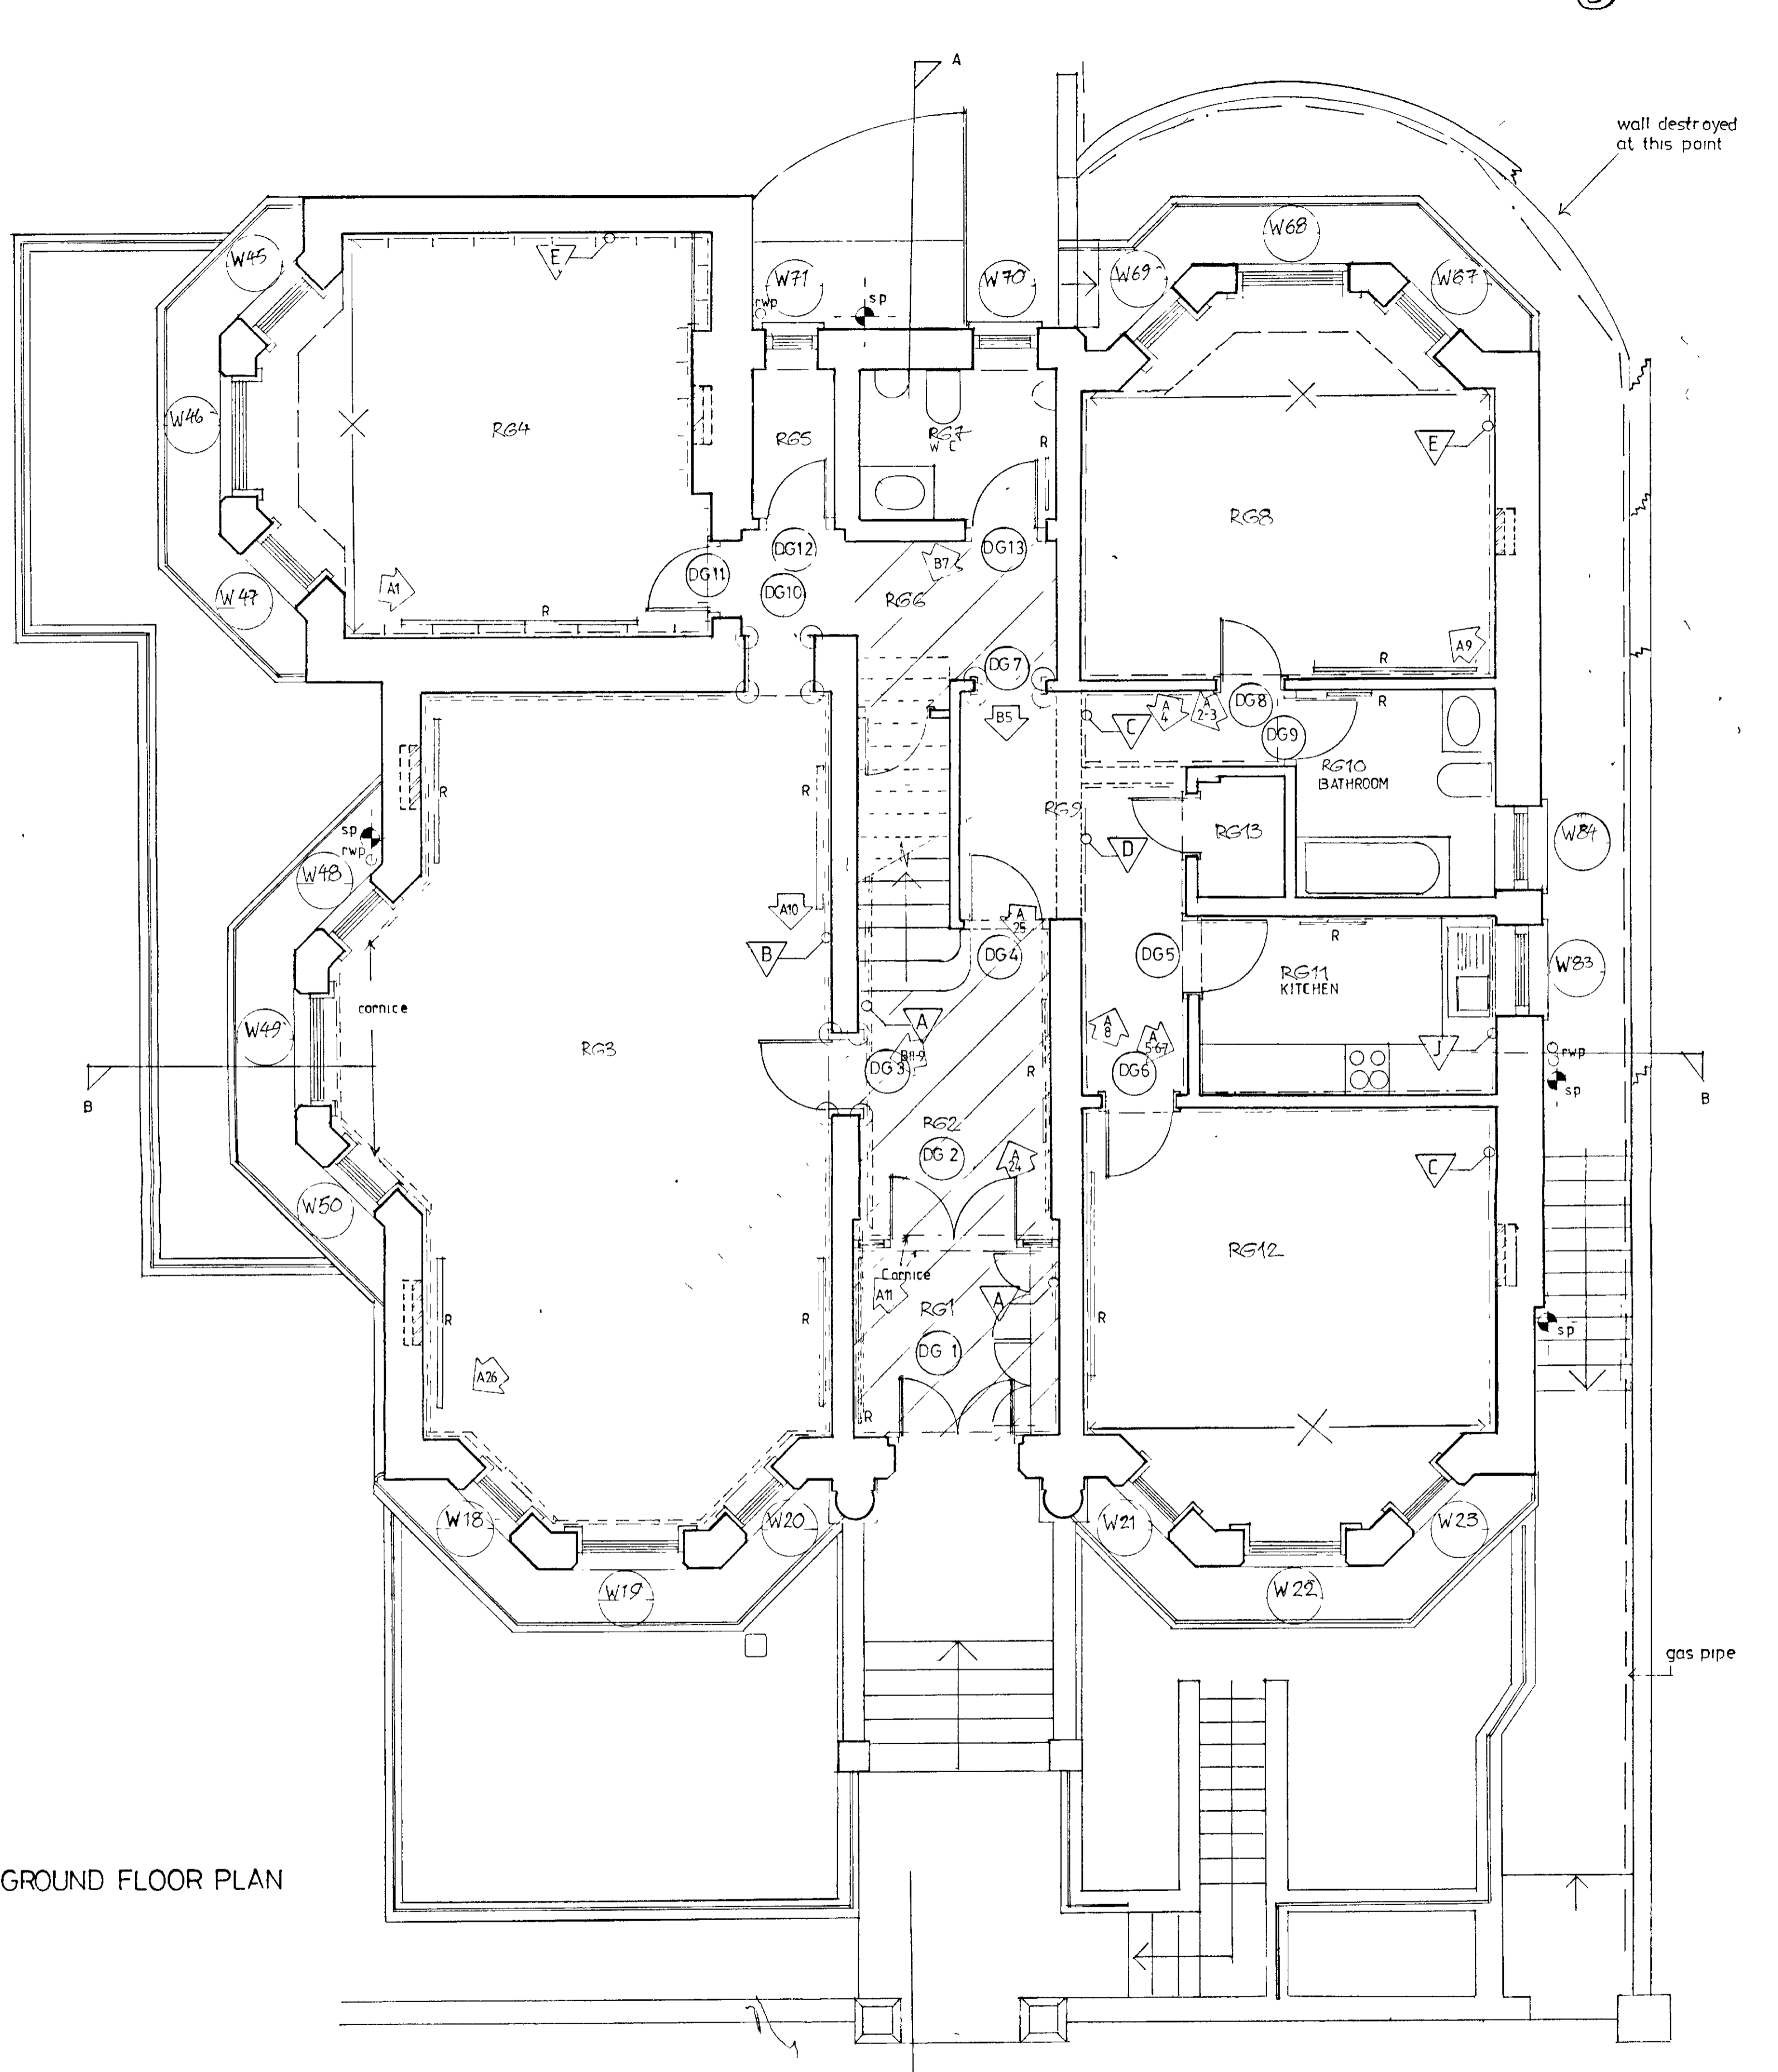 3
A
wall destroyed
at this point
W68
W45
E
W71
W70
W69
W67
rwp
sp
W46
RG4
RG5
RG7
W C
R
E
RG8
DG12
B7
DG13
DG11
DG10
A1
W47
R
RG6
A9
R
DG7
B5
A
4
A
2-3
DG8
R
C
DG9
RG10
BATHROOM
R
R
RG9
RG13
sp
rwp
D
W84
W48
N
A10
A
25
B
DG4
DG5
R
RG11
KITCHEN
W83
cornice
W49
A
A
8
A
5-6-7
J
RG3
B8-9
DG3
R
DG6
rwp
sp
B
B
RG2
DG 2
A
24
C
W50
RG12
Cornice
A11
RG1
A
R
R
R
DG 1
sp
A26
R
W18
W20
W21
W23
W19
W22
gas pipe
GROUND FLOOR PLAN